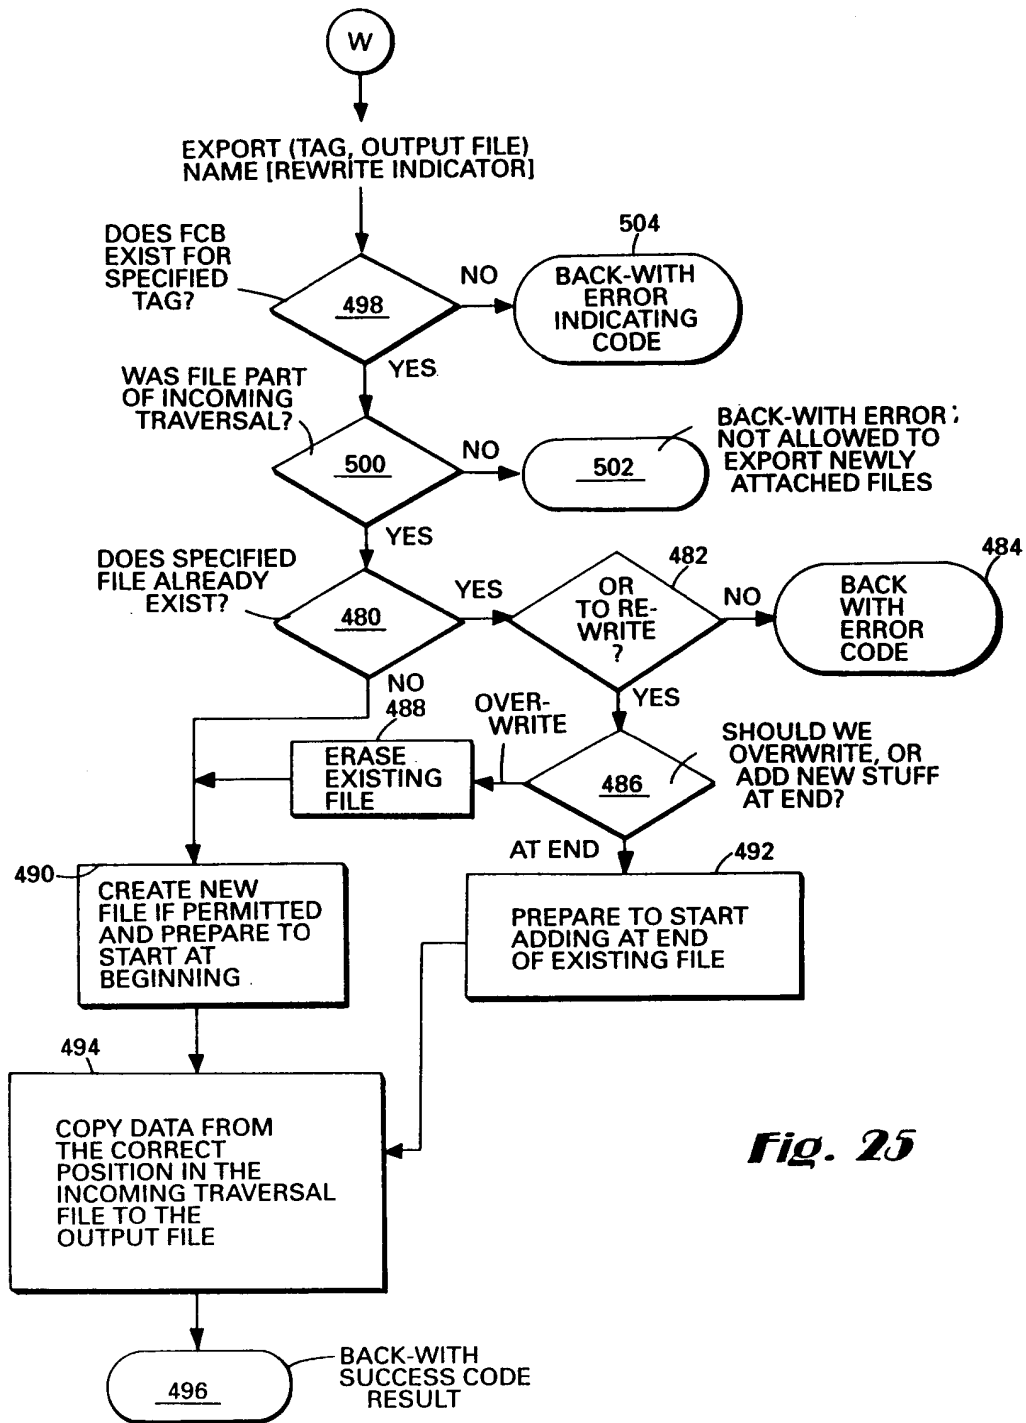 W
EXPORT (TAG, OUTPUT FILE)
NAME [REWRITE INDICATOR]
DOES FCB
EXIST FOR
SPECIFIED
TAG?
498
NO
504
BACK-WITH
ERROR
INDICATING
CODE
YES
WAS FILE PART
OF INCOMING
TRAVERSAL?
500
NO
502
BACK-WITH ERROR:
NOT ALLOWED TO
EXPORT NEWLY
ATTACHED FILES
YES
DOES SPECIFIED
FILE ALREADY
EXIST?
480
YES
482
OR
TO RE-
WRITE
?
NO
484
BACK
WITH
ERROR
CODE
NO
YES
488
ERASE
EXISTING
FILE
OVER-
WRITE
486
SHOULD WE
OVERWRITE, OR
ADD NEW STUFF
AT END?
AT END
490
CREATE NEW
FILE IF PERMITTED
AND PREPARE TO
START AT
BEGINNING
492
PREPARE TO START
ADDING AT END
OF EXISTING FILE
494
COPY DATA FROM
THE CORRECT
POSITION IN THE
INCOMING TRAVERSAL
FILE TO THE
OUTPUT FILE
Fig. 25
496
BACK-WITH
SUCCESS CODE
RESULT